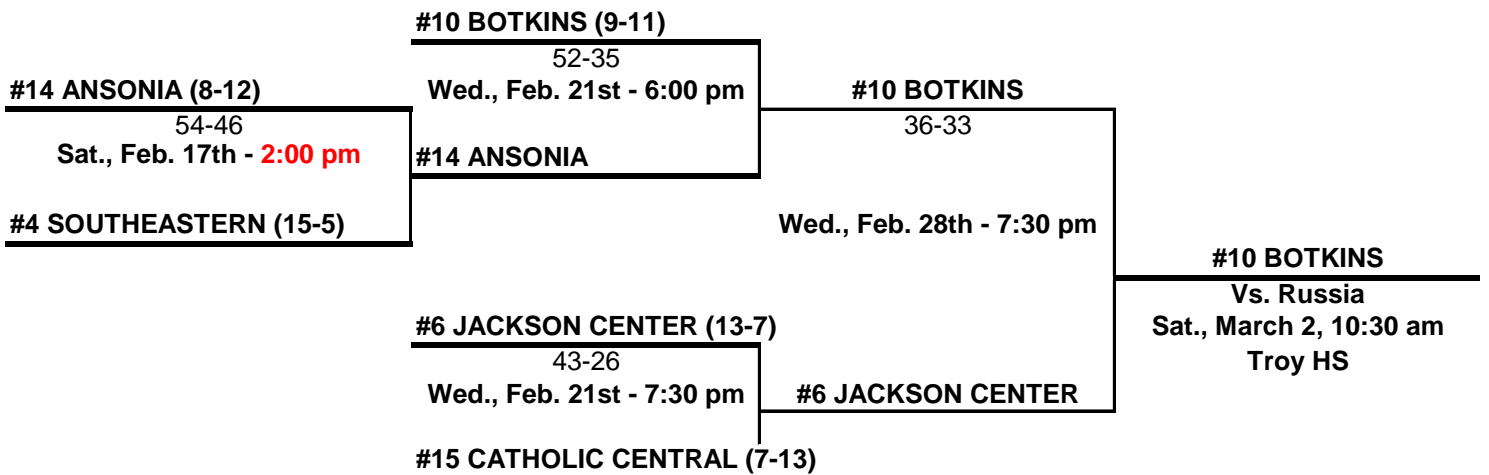 #10 BOTKINS (9-11)
52-35
#14 ANSONIA (8-12)
Wed., Feb. 21st - 6:00 pm
#10 BOTKINS
54-46
36-33
Sat., Feb. 17th - 2:00 pm
#14 ANSONIA
#4 SOUTHEASTERN (15-5)
Wed., Feb. 28th - 7:30 pm
#10 BOTKINS
Vs. Russia
#6 JACKSON CENTER (13-7)
Sat., March 2, 10:30 am
43-26
Troy HS
Wed., Feb. 21st - 7:30 pm
#6 JACKSON CENTER
#15 CATHOLIC CENTRAL (7-13)